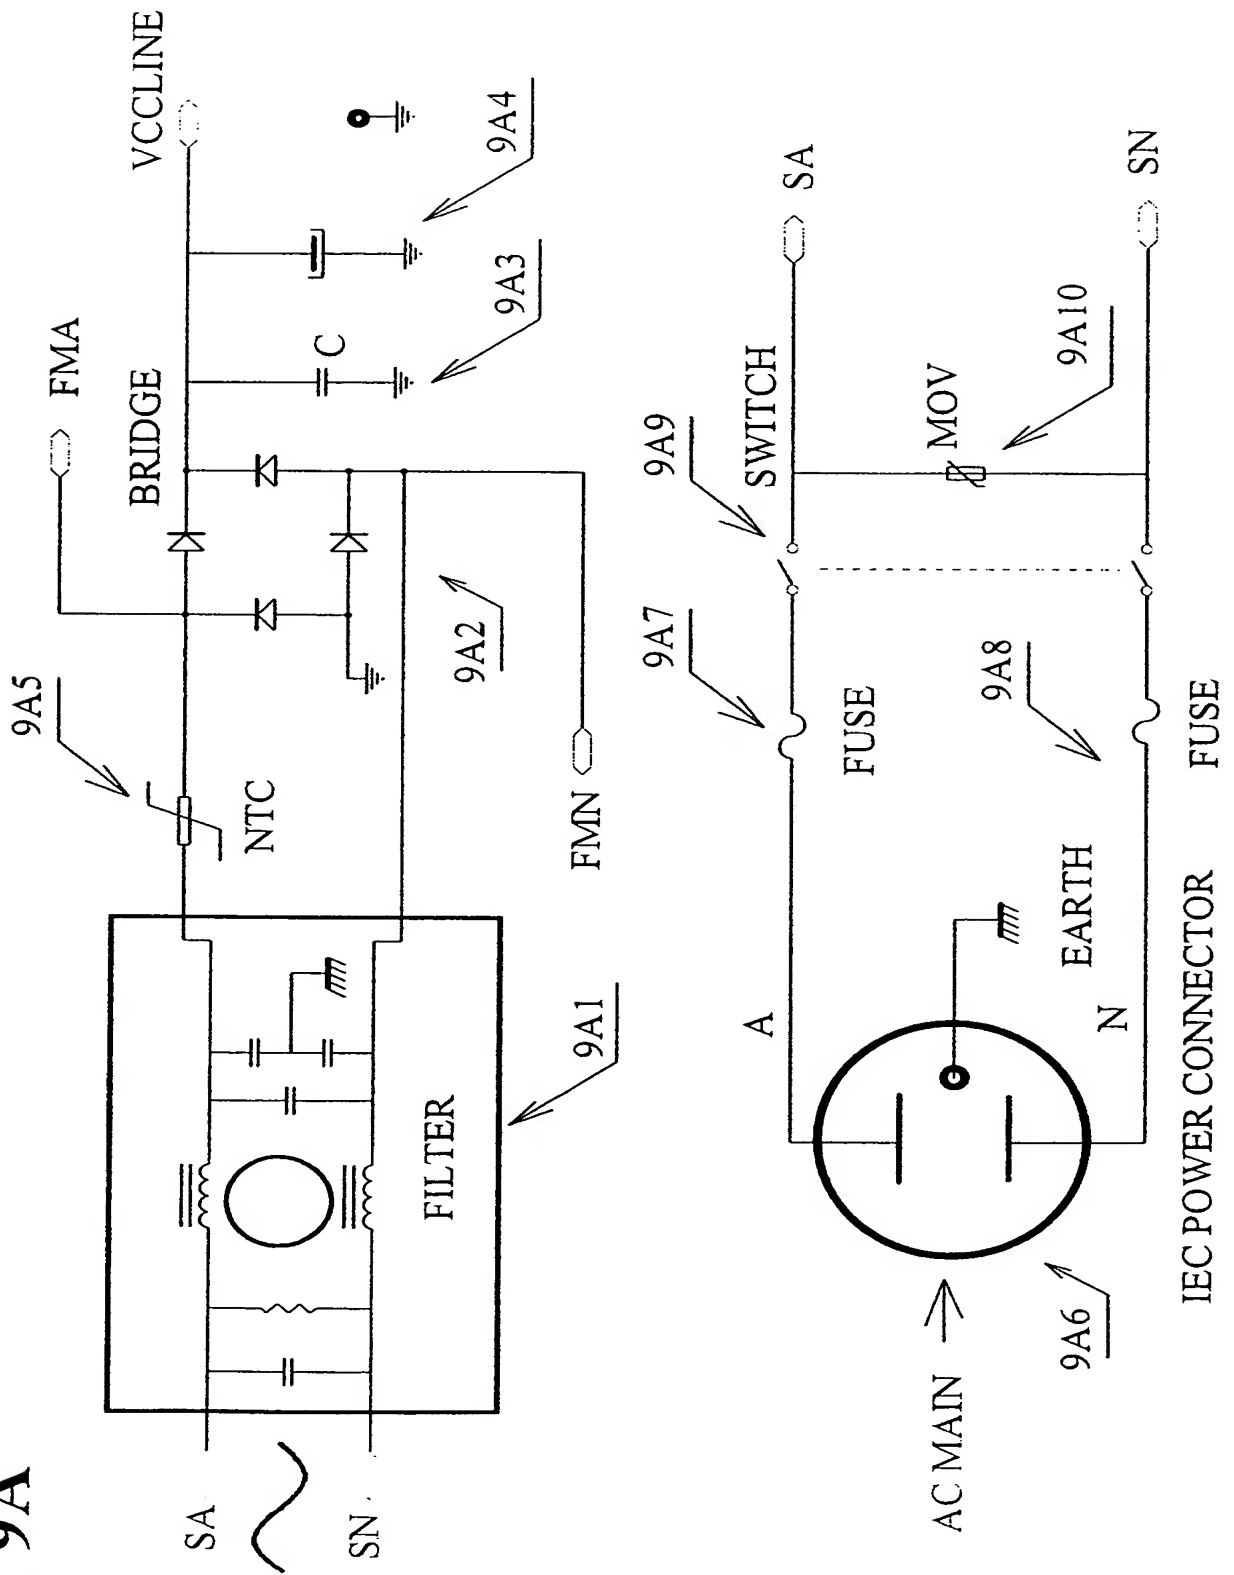 9A
SA
SN
9A1
FILTER
9A5
NTC
FMA
FMN
9A2
BRIDGE
C
9A3
9A4
VCCLINE
AC MAIN
9A6
IEC POWER CONNECTOR
A
N
EARTH
9A7
FUSE
9A8
FUSE
9A9
SWITCH
MOV
9A10
SA
SN